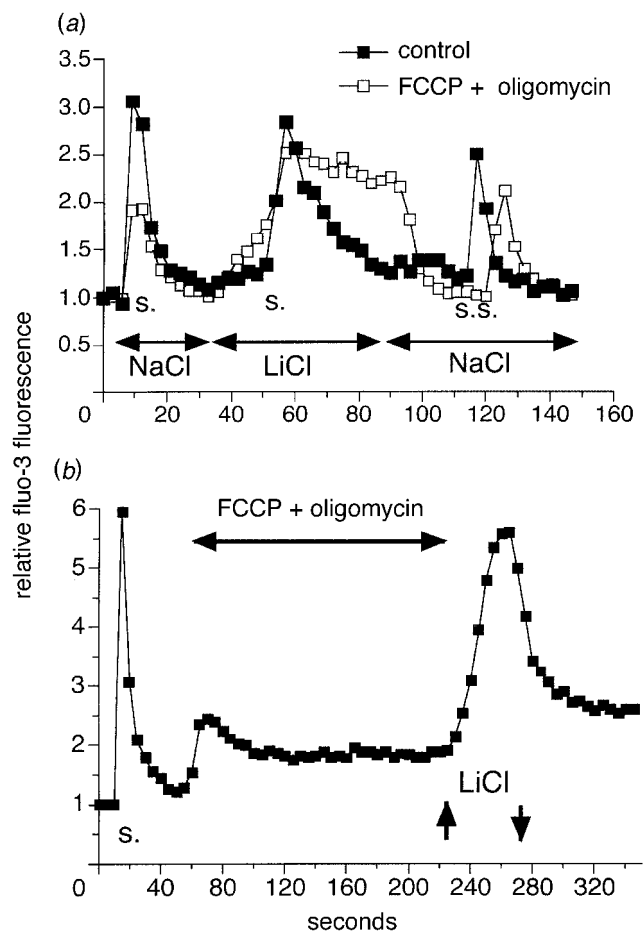 (a)
control
FCCP + oligomycin
3.5
3.0
2.5
2.0
1.5
1.0
0.5
s.
s.
s.s.
NaCl
LiCl
NaCl
0 20 40 60 80 100 120 140 160
relative fluo-3 fluorescence
(b)
FCCP + oligomycin
6
5
4
3
2
1
s.
LiCl
0 40 80 120 160 200 240 280 320
seconds